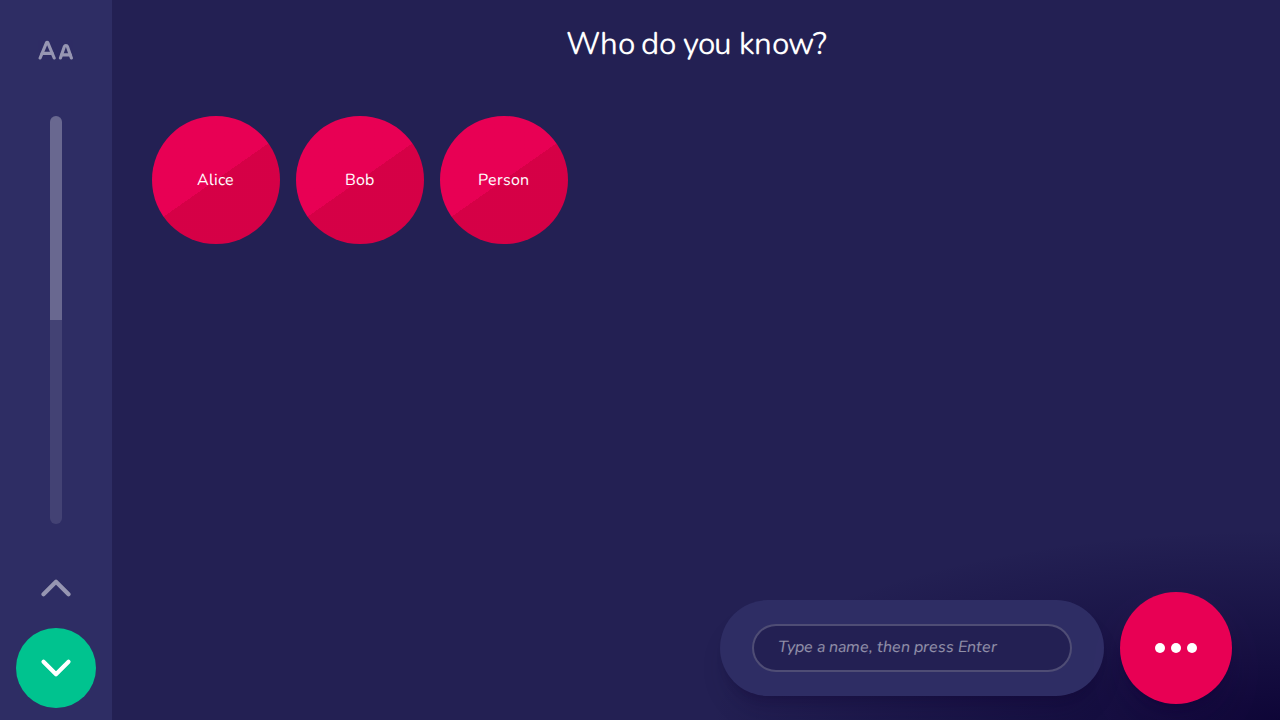 AA
Who do you know?
Alice
Bob
Person
Type a name, then press Enter